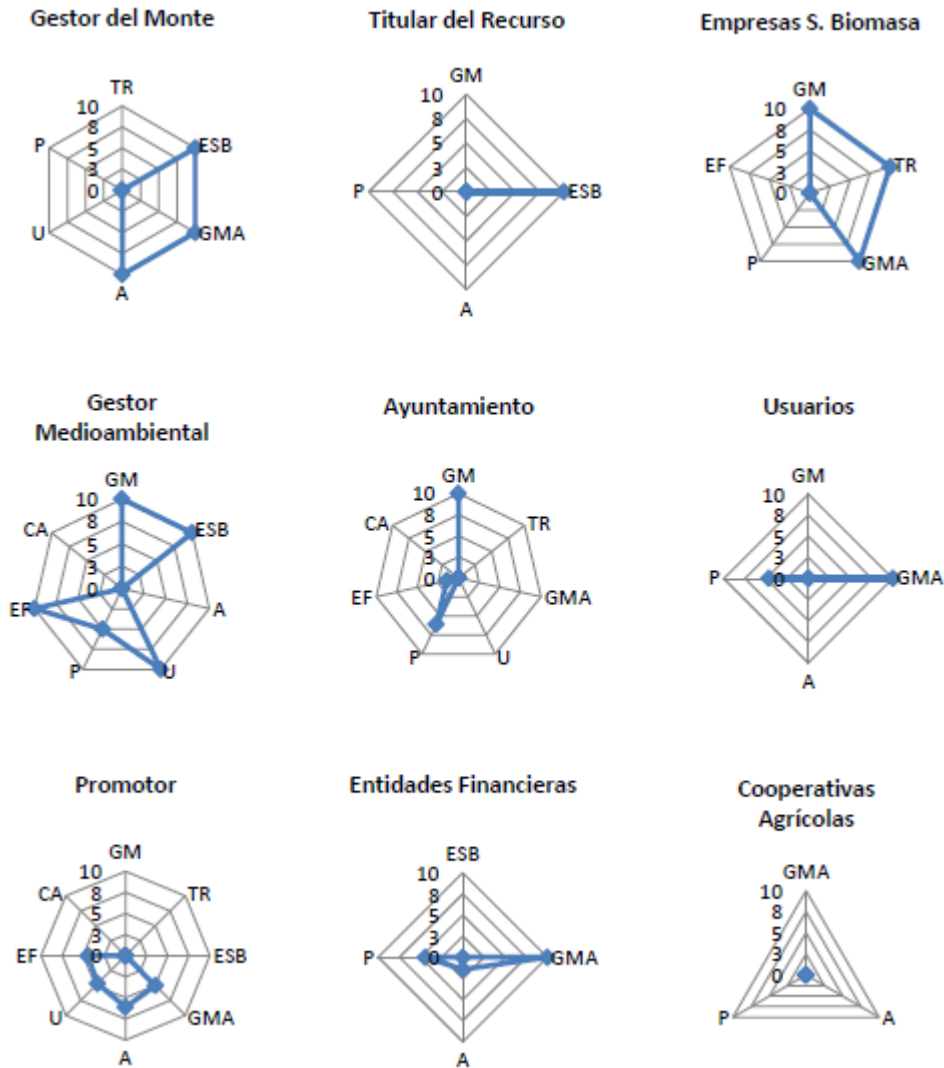 Gestor del Monte
TR
10
8
5
3
0
P
ESB
U
GMA
A
Titular del Recurso
GM
10
8
5
3
0
P
ESB
A
Empresas S. Biomasa
GM
10
8
5
3
0
EF
TR
P
GMA
Gestor
Medioambiental
GM
10
8
5
3
0
CA
ESB
EF
A
P
U
Ayuntamiento
GM
10
8
5
3
0
CA
TR
EF
GMA
P
U
Usuarios
GM
10
8
5
3
0
P
GMA
A
Promotor
GM
10
8
5
3
0
CA
TR
EF
ESB
U
GMA
A
Entidades Financieras
ESB
10
8
5
3
0
P
GMA
A
Cooperativas
Agrícolas
GMA
10
8
5
3
0
P
A